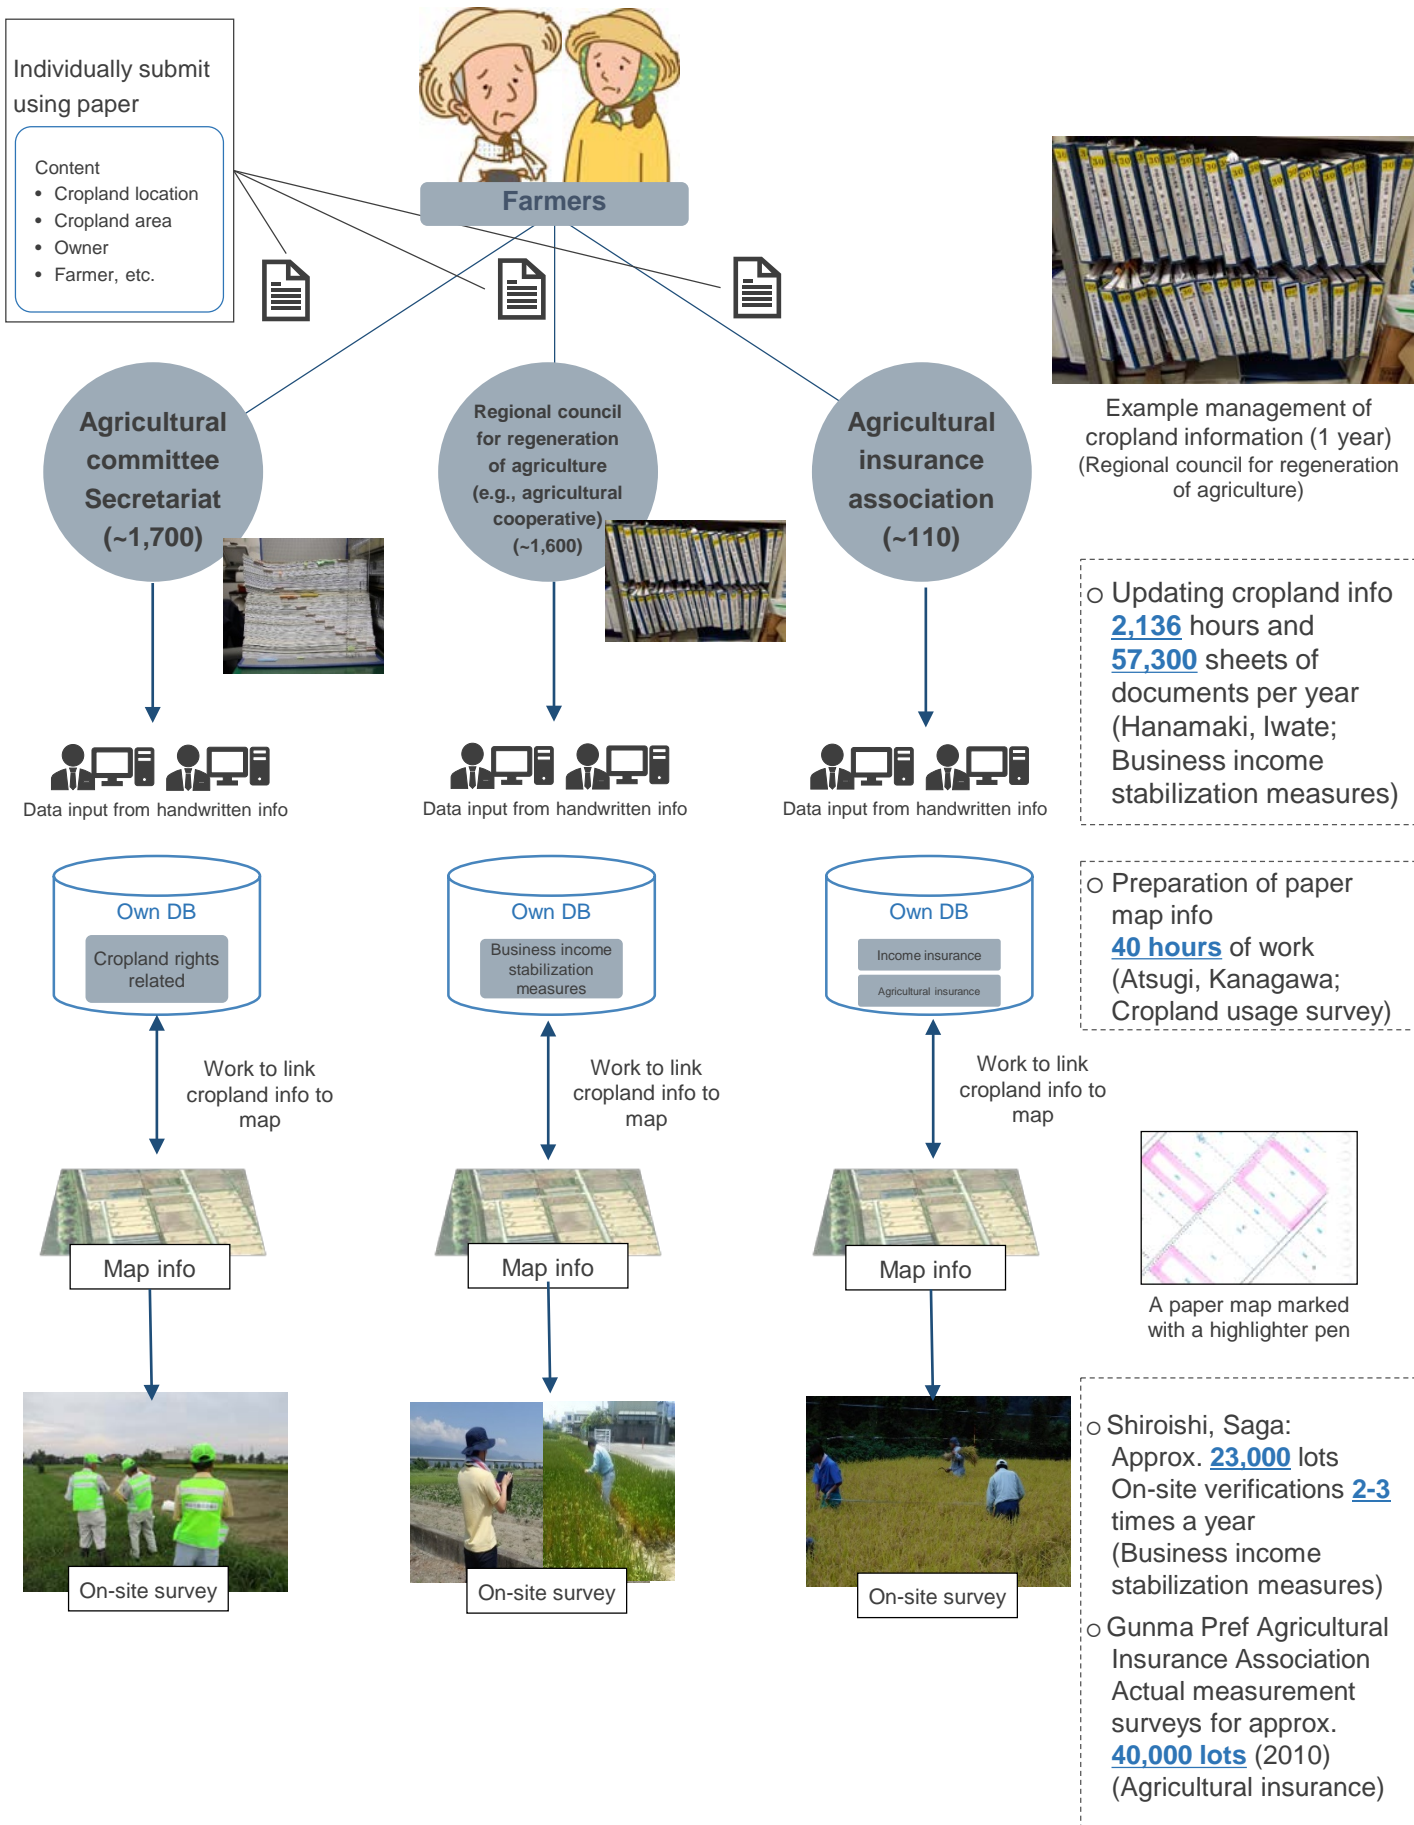 Individually submit
using paper
Content
• Cropland location
• Cropland area
• Owner
• Farmer, etc.
Farmers
Agricultural
committee
Secretariat
(~1,700)
Regional council
for regeneration
of agriculture
(e.g., agricultural
cooperative)
(~1,600)
Agricultural
insurance
association
(~110)
Example management of
cropland information (1 year)
(Regional council for regeneration
of agriculture)
Data input from handwritten info
Data input from handwritten info
Data input from handwritten info
○ Updating cropland info
2,136 hours and
57,300 sheets of
documents per year
(Hanamaki, Iwate;
Business income
stabilization measures)
Own DB
Cropland rights
related
Own DB
Business income
stabilization
measures
Own DB
Income insurance
Agricultural insurance
○ Preparation of paper
map info
40 hours of work
(Atsugi, Kanagawa;
Cropland usage survey)
Work to link
cropland info to
map
Work to link
cropland info to
map
Work to link
cropland info to
map
Map info
Map info
Map info
A paper map marked
with a highlighter pen
On-site survey
On-site survey
On-site survey
○ Shiroishi, Saga:
Approx. 23,000 lots
On-site verifications 2-3
times a year
(Business income
stabilization measures)
○ Gunma Pref Agricultural
Insurance Association
Actual measurement
surveys for approx.
40,000 lots (2010)
(Agricultural insurance)